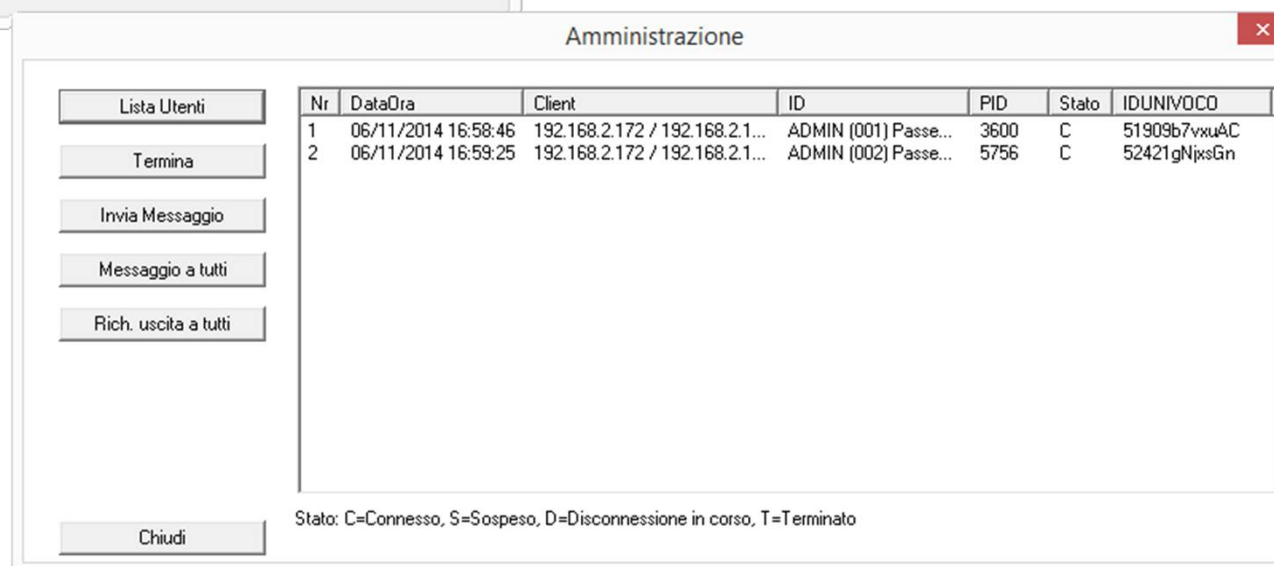 Amministrazione
Lista Utenti
Termina
Invia Messaggio
Messaggio a tutti
Rich. uscita a tutti
Chiudi
Nr DataOra Client ID PID Stato IDUNIVOCO
1 06/11/2014 16:58:46 192.168.2.172 / 192.168.2.1... ADMIN (001) Passe... 3600 C 51909b7vxuAC
2 06/11/2014 16:59:25 192.168.2.172 / 192.168.2.1... ADMIN (002) Passe... 5756 C 52421gNjxsGn
Stato: C=Connesso, S=Sospeso, D=Disconnessione in corso, T=Terminato